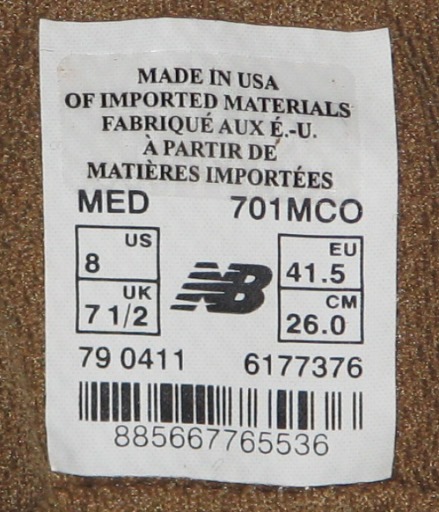 MADE IN USA
OF IMPORTED MATERIALS
FABRIQUÉ AUX É.-U.
À PARTIR DE
MATIÈRES IMPORTÉES
MED 701MCO
US
8
UK
7 1/2
NB
EU
41.5
CM
26.0
79 0411 6177376
885667765536